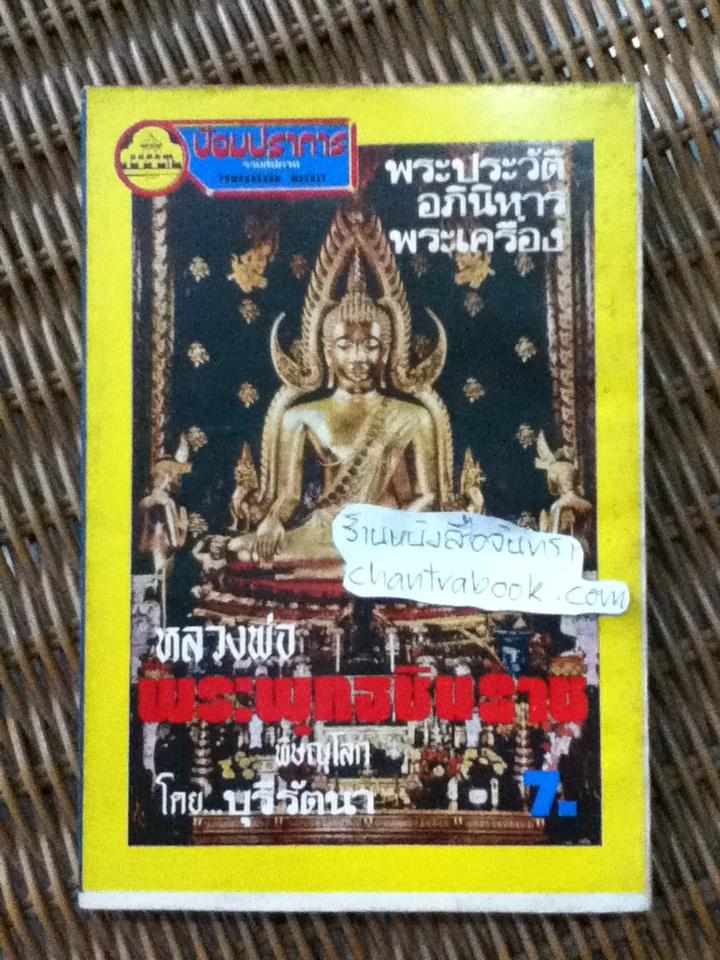 ป้อมปราการ
พระประวัติ
อภินิหาร
พระเครื่อง
ร้านหนังสือจันทรา
chantrabook.com
หลวงพ่อ
พระพุทธชินราช
พิษณุโลก
โดย...บุรีรัตนา
7.